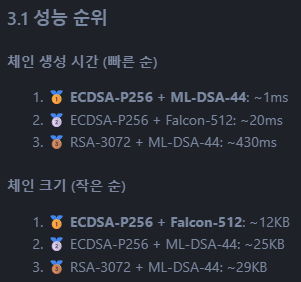 3.1 성능 순위
체인 생성 시간 (빠른 순)
1. 🥇 ECDSA-P256 + ML-DSA-44: ~1ms
2. 🥈 ECDSA-P256 + Falcon-512: ~20ms
3. 🥉 RSA-3072 + ML-DSA-44: ~430ms
체인 크기 (작은 순)
1. 🥇 ECDSA-P256 + Falcon-512: ~12KB
2. 🥈 ECDSA-P256 + ML-DSA-44: ~25KB
3. 🥉 RSA-3072 + ML-DSA-44: ~29KB